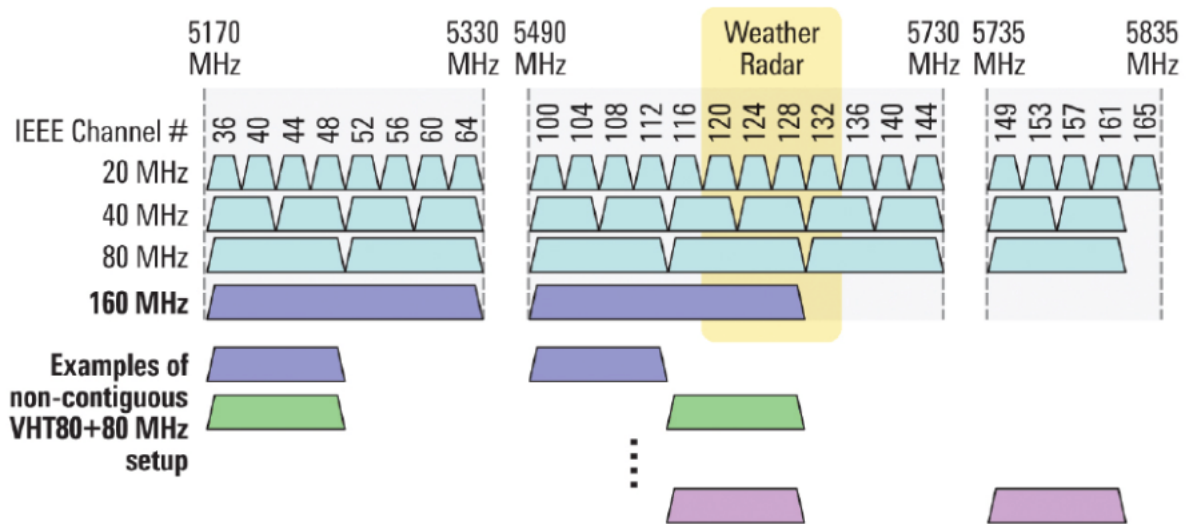 5170 MHz
5330 MHz
5490 MHz
Weather Radar
5730 MHz
5735 MHz
5835 MHz
IEEE Channel # 36 40 44 48 52 56 60 64 100 104 108 112 116 120 124 128 132 136 140 144 149 153 157 161 165
20 MHz
40 MHz
80 MHz
160 MHz
Examples of
non-contiguous
VHT80+80 MHz
setup